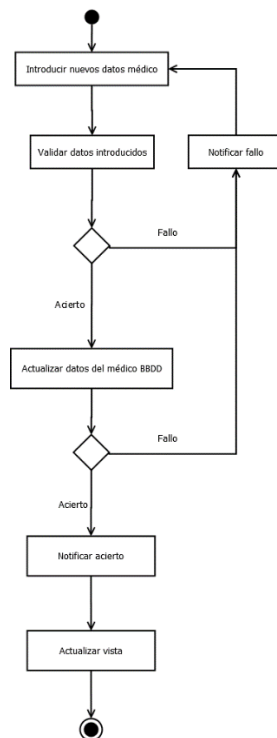 Introducir nuevos datos médico
Validar datos introducidos
Notificar fallo
Fallo
Acierto
Actualizar datos del médico BBDD
Fallo
Acierto
Notificar acierto
Actualizar vista